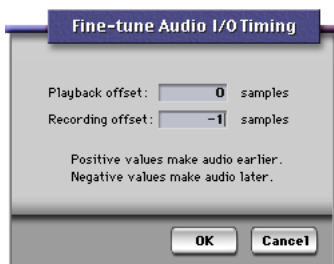 Fine-tune Audio I/O Timing
Playback offset: 0 samples
Recording offset: -1 samples
Positive values make audio earlier.
Negative values make audio later.
OK Cancel